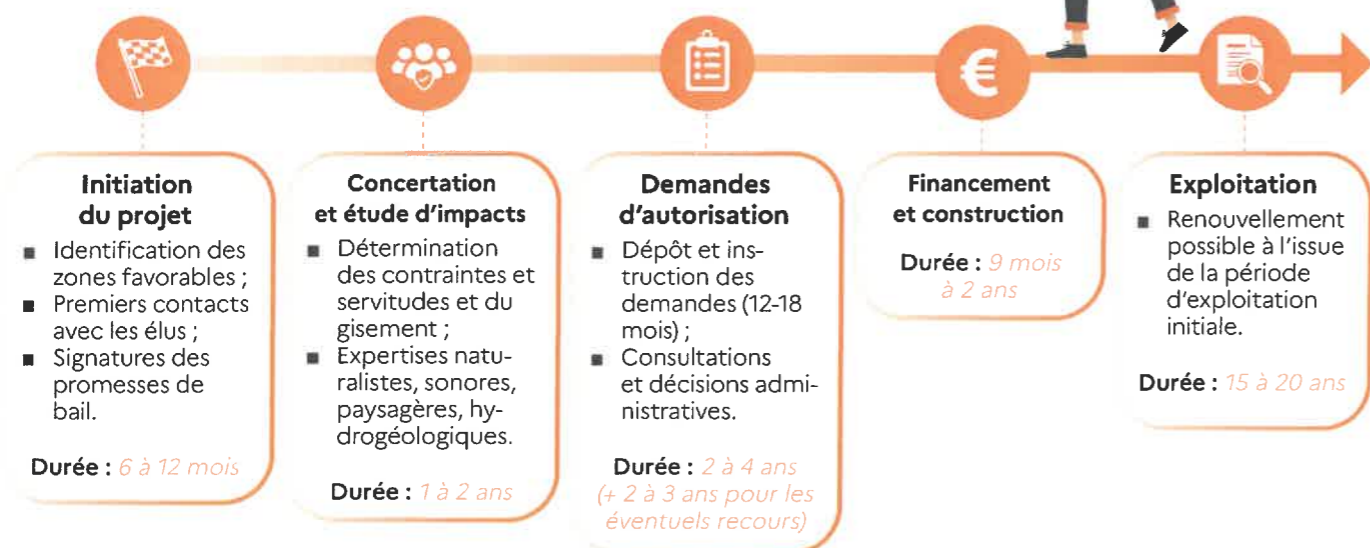 Initiation
du projet
■ Identification des
zones favorables ;
■ Premiers contacts
avec les élus ;
■ Signatures des
promesses de
bail.
Durée : 6 à 12 mois
Concertation
et étude d'impacts
■ Détermination
des contraintes et
servitudes et du
gisement ;
■ Expertises natu-
ralistes, sonores,
paysagères, hy-
drogéologiques.
Durée : 1 à 2 ans
Demandes
d'autorisation
■ Dépôt et ins-
truction des
demandes (12-18
mois) ;
■ Consultations
et décisions admi-
nistratives.
Durée : 2 à 4 ans
(+ 2 à 3 ans pour les
éventuels recours)
€
Financement
et construction
Durée : 9 mois
à 2 ans
Exploitation
■ Renouvellement
possible à l'issue
de la période
d'exploitation
initiale.
Durée : 15 à 20 ans